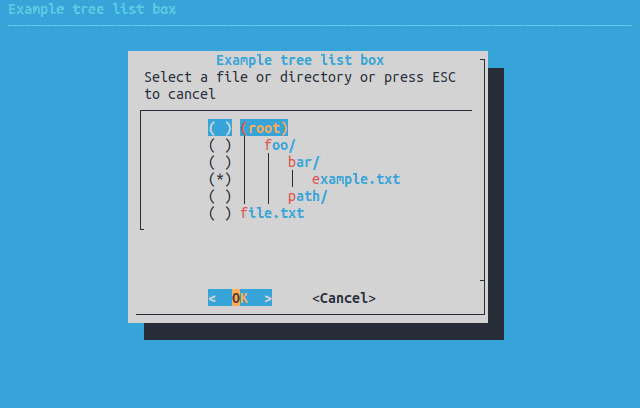 Example tree list box
Example tree list box
Select a file or directory or press ESC
to cancel
( ) (root)
( ) foo/
( ) bar/
(*) example.txt
( ) path/
( ) file.txt
< OK > <Cancel>